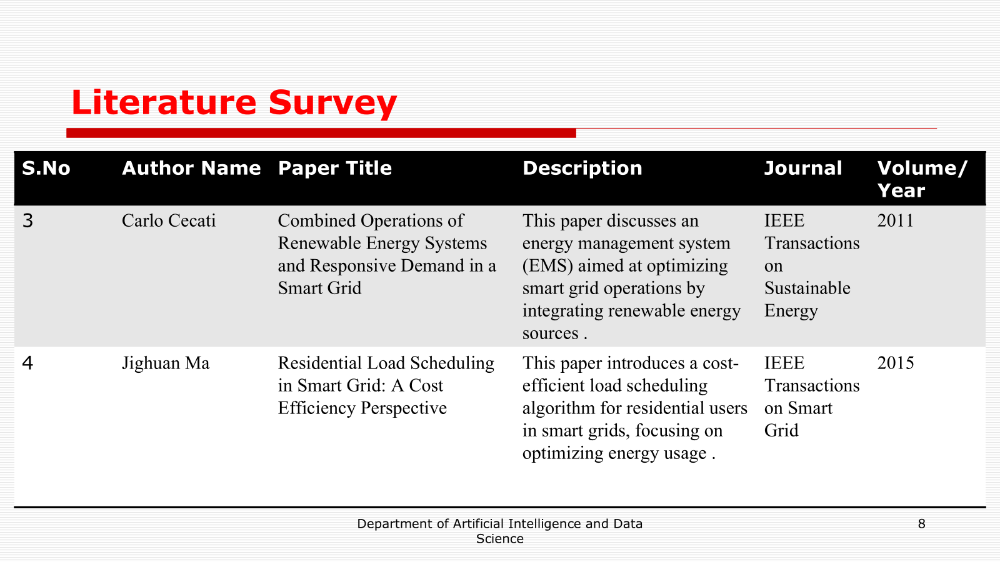 Literature Survey
S.No
Author Name
Paper Title
Description
Journal
Volume/
Year
3
Carlo Cecati
Combined Operations of
Renewable Energy Systems
and Responsive Demand in a
Smart Grid
This paper discusses an
energy management system
(EMS) aimed at optimizing
smart grid operations by
integrating renewable energy
sources .
IEEE
Transactions
on
Sustainable
Energy
2011
4
Jighuan Ma
Residential Load Scheduling
in Smart Grid: A Cost
Efficiency Perspective
This paper introduces a cost-
efficient load scheduling
algorithm for residential users
in smart grids, focusing on
optimizing energy usage .
IEEE
Transactions
on Smart
Grid
2015
Department of Artificial Intelligence and Data
Science
8